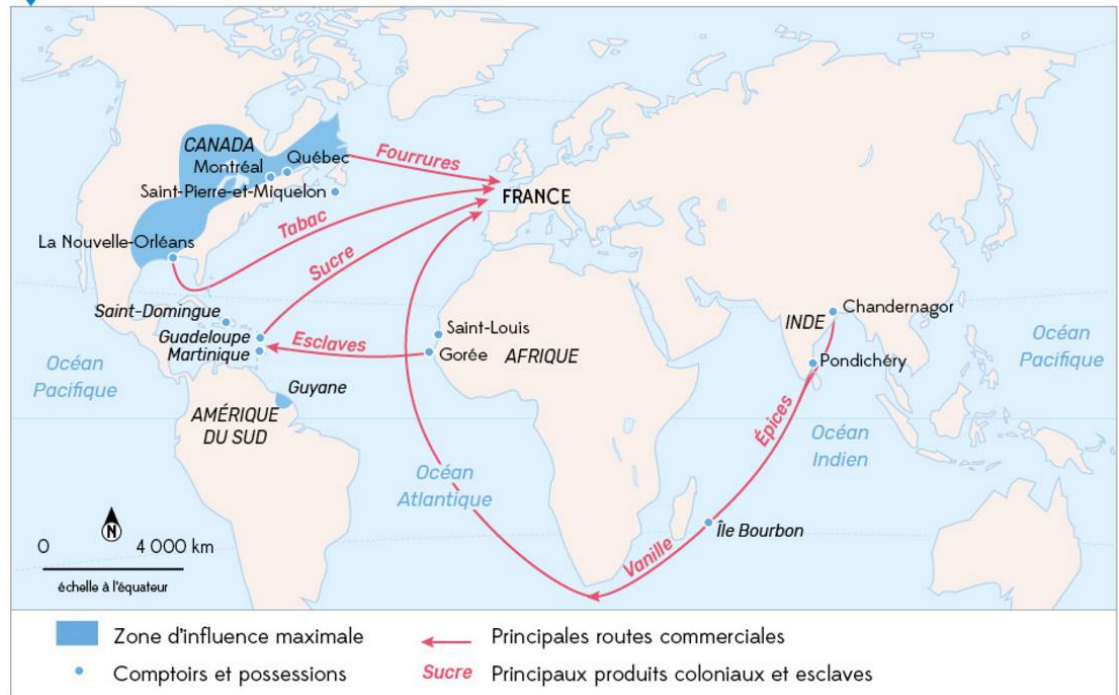 CANADA
Montréal
Québec
Saint-Pierre-et-Miquelon
Fourrures
FRANCE
Tabac
La Nouvelle-Orléans
Sucre
Saint-Domingue
Guadeloupe
Martinique
Esclaves
Saint-Louis
Gorée
AFRIQUE
INDE
Chandernagor
Pondichéry
Océan
Pacifique
Océan
Pacifique
Guyane
AMÉRIQUE
DU SUD
Épices
Océan
Indien
Océan
Atlantique
Île Bourbon
Vanille
N
0 4 000 km
échelle à l'équateur
Zone d'influence maximale
Principales routes commerciales
Comptoirs et possessions
Sucre Principaux produits coloniaux et esclaves